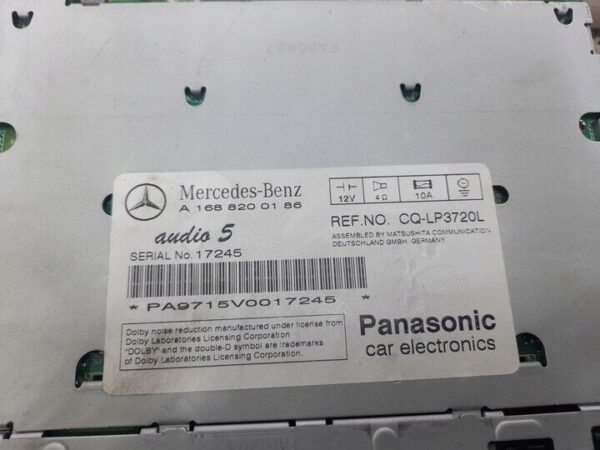 PA06627
Mercedes-Benz
A 168 820 01 86
audio 5
SERIAL No. 17245
* PA9715V0017245 *
Dolby noise reduction manufactured under license from
Dolby Laboratories Licensing Corporation.
"DOLBY" and the double-D symbol are trademarks
of Dolby Laboratories Licensing Corporation.
12V 4Ω 10A
REF.NO. CQ-LP3720L
ASSEMBLED BY MATSUSHITA COMMUNICATION
DEUTSCHLAND GMBH, GERMANY
Panasonic
car electronics